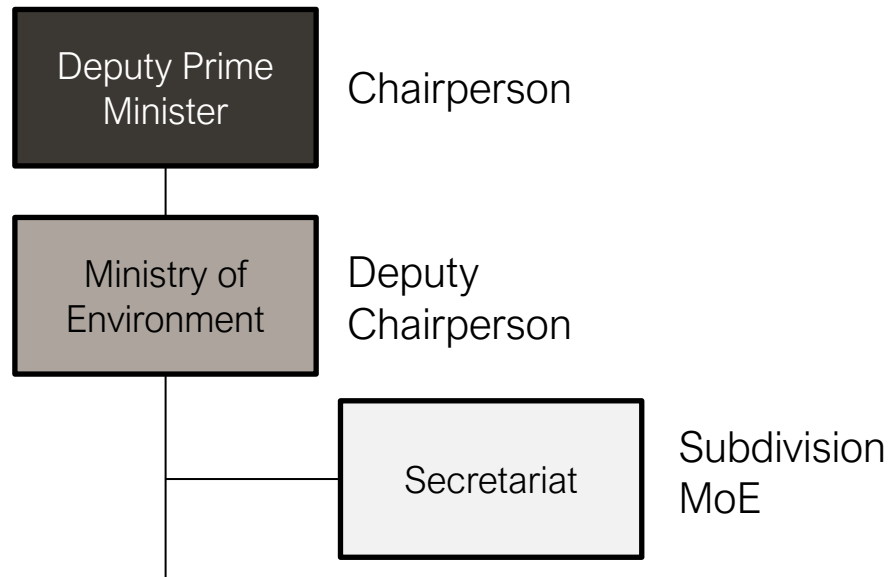 Deputy Prime
Minister
Chairperson
Ministry of
Environment
Deputy
Chairperson
Secretariat
Subdivision
MoE